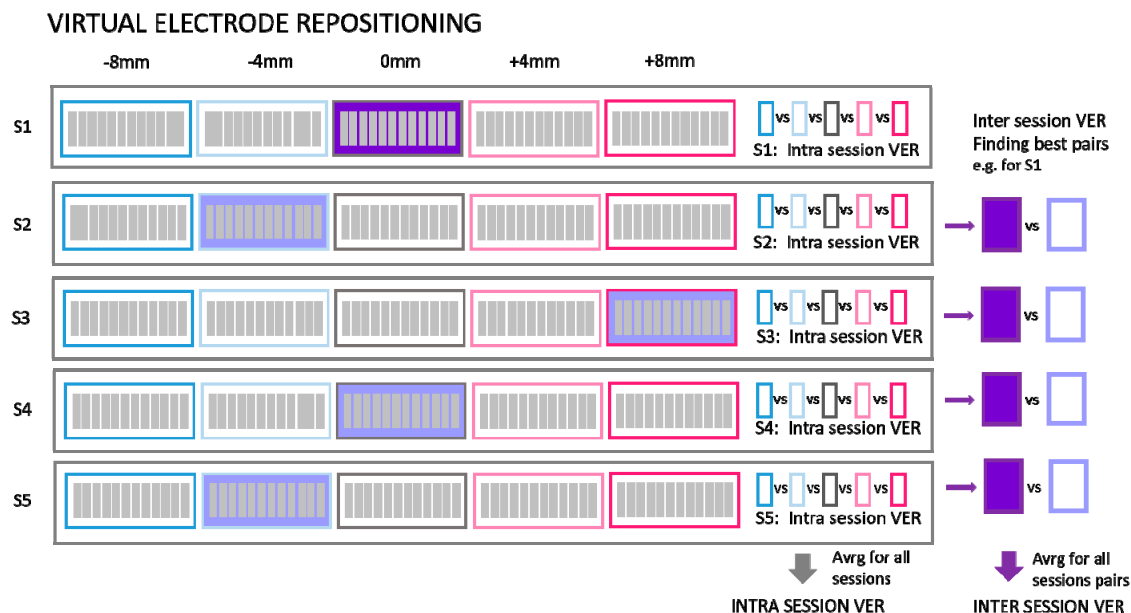 VIRTUAL ELECTRODE REPOSITIONING
-8mm -4mm 0mm +4mm +8mm
S1
vs vs vs vs
S1: Intra session VER
Inter session VER
Finding best pairs
e.g. for S1
S2
vs vs vs vs
S2: Intra session VER
vs
S3
vs vs vs vs
S3: Intra session VER
vs
S4
vs vs vs vs
S4: Intra session VER
vs
S5
vs vs vs vs
S5: Intra session VER
vs
Avrg for all
sessions
INTRA SESSION VER
Avrg for all
sessions pairs
INTER SESSION VER